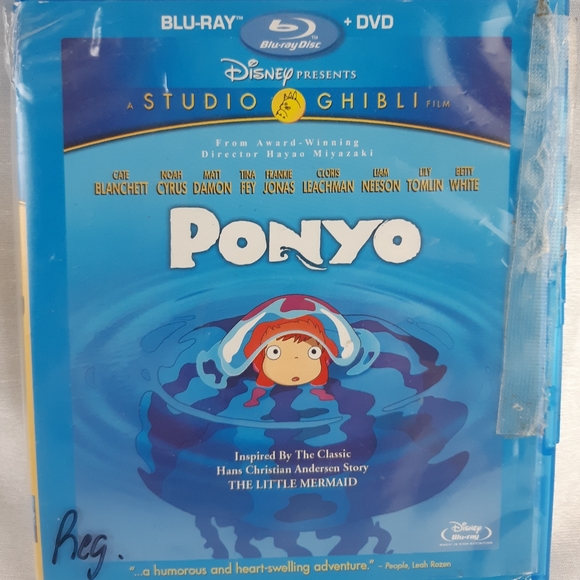 BLU-RAY™ + DVD
Blu-ray Disc
Disney PRESENTS
A STUDIO GHIBLI FILM
From Award-Winning
Director Hayao Miyazaki
CATE BLANCHETT NOAH CYRUS MATT DAMON TINA FEY FRANKIE JONAS CLORIS LEACHMAN LIAM NEESON LILY TOMLIN BETTY WHITE
PONYO
Inspired By The Classic
Hans Christian Andersen Story
THE LITTLE MERMAID
Reg.
Disney
Blu-ray
"...a humorous and heart-swelling adventure." – People, Leah Rozen